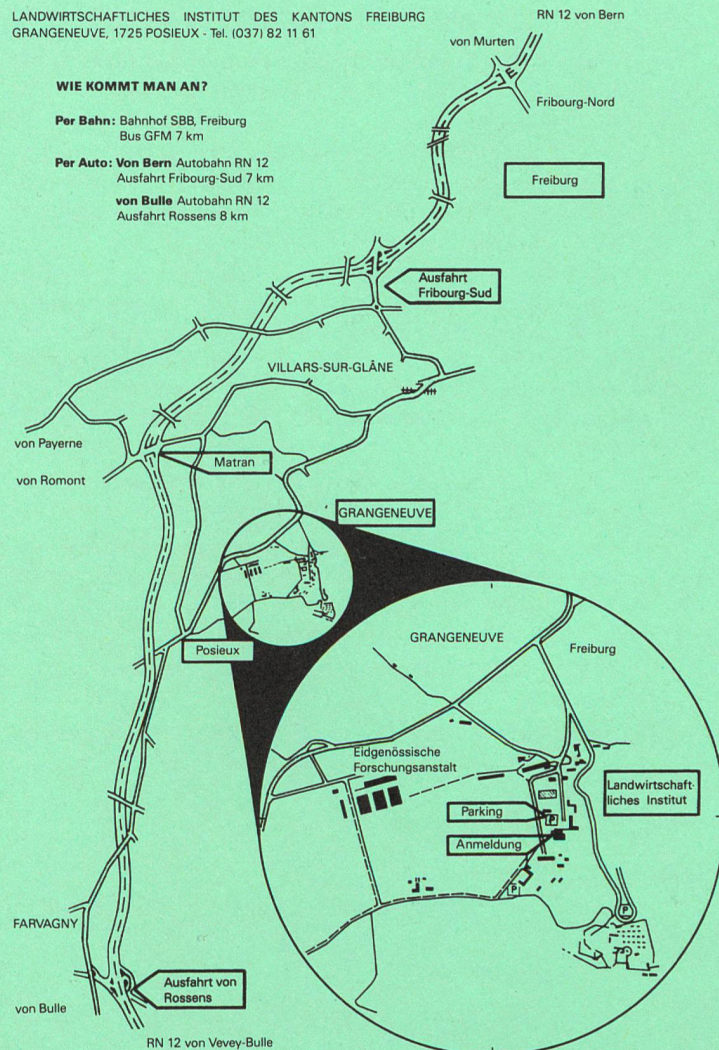 LANDWIRTSCHAFTLICHES INSTITUT DES KANTONS FREIBURG
GRANGENEUVE, 1725 POSIEUX - Tel. (037) 82 11 61
RN 12 von Bern
von Murten
WIE KOMMT MAN AN?
Fribourg-Nord
Per Bahn: Bahnhof SBB, Freiburg
Bus GFM 7 km
Per Auto: Von Bern Autobahn RN 12
Ausfahrt Fribourg-Sud 7 km
Freiburg
von Bulle Autobahn RN 12
Ausfahrt Rossens 8 km
Ausfahrt
Fribourg-Sud
VILLARS-SUR-GLÂNE
von Payerne
Matran
von Romont
GRANGENEUVE
Posieux
GRANGENEUVE
Freiburg
Eidgenössische
Forschungsanstalt
Landwirtschaft-
liches Institut
Parking
P
Anmeldung
P
P
FARVAGNY
Ausfahrt von
Rossens
von Bulle
RN 12 von Vevey-Bulle